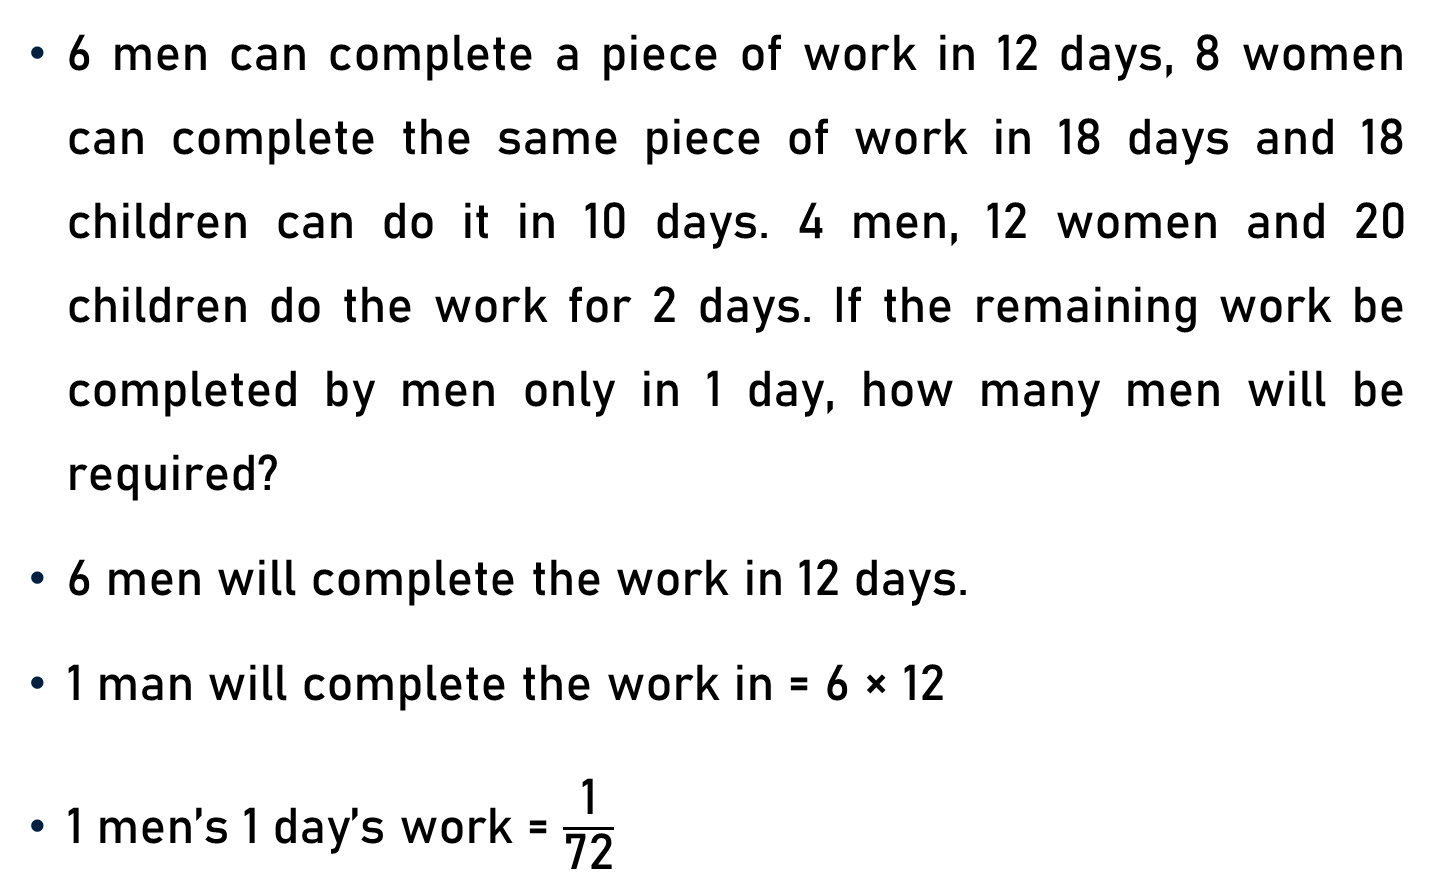 • 6 men can complete a piece of work in 12 days, 8 women
can complete the same piece of work in 18 days and 18
children can do it in 10 days. 4 men, 12 women and 20
children do the work for 2 days. If the remaining work be
completed by men only in 1 day, how many men will be
required?
• 6 men will complete the work in 12 days.
• 1 man will complete the work in = 6 × 12
• 1 men’s 1 day’s work = 1/72